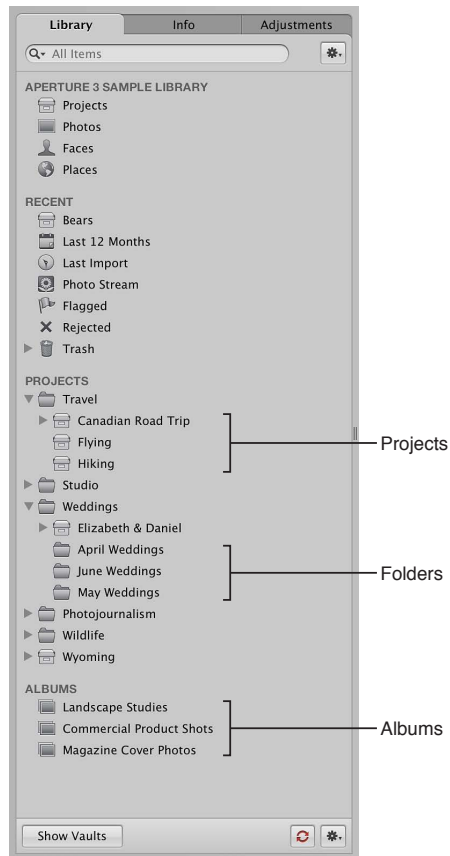 Library Info Adjustments
All Items
APERTURE 3 SAMPLE LIBRARY
Projects
Photos
Faces
Places
RECENT
Bears
Last 12 Months
Last Import
Photo Stream
Flagged
Rejected
Trash
PROJECTS
Travel
Canadian Road Trip
Flying
Hiking
Projects
Studio
Weddings
Elizabeth & Daniel
April Weddings
June Weddings
May Weddings
Folders
Photojournalism
Wildlife
Wyoming
ALBUMS
Landscape Studies
Commercial Product Shots
Magazine Cover Photos
Albums
Show Vaults